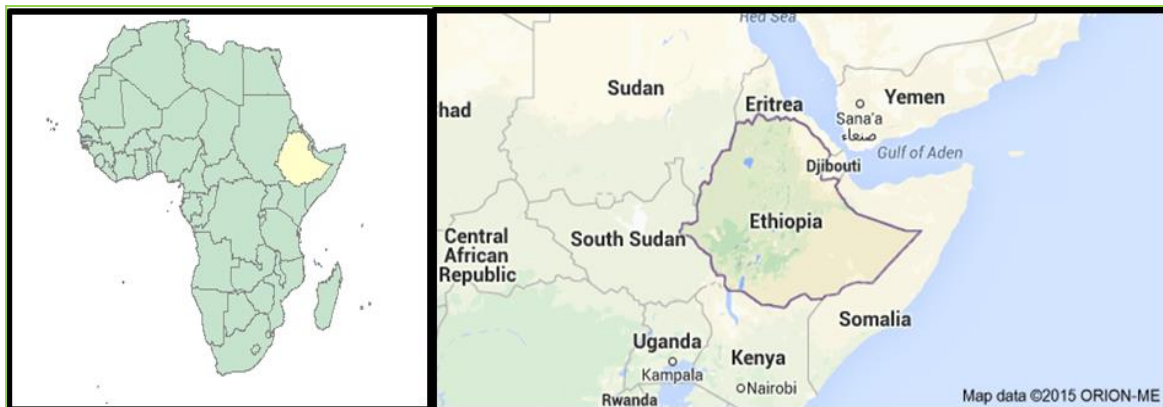 Red Sea
Sudan
had
Eritrea
Yemen
Sana'a
صنعاء
Djibouti
Gulf of Aden
Ethiopia
South Sudan
Central
African
Republic
Somalia
Uganda
Kampala
Kenya
Nairobi
Rwanda
Map data ©2015 ORION-ME